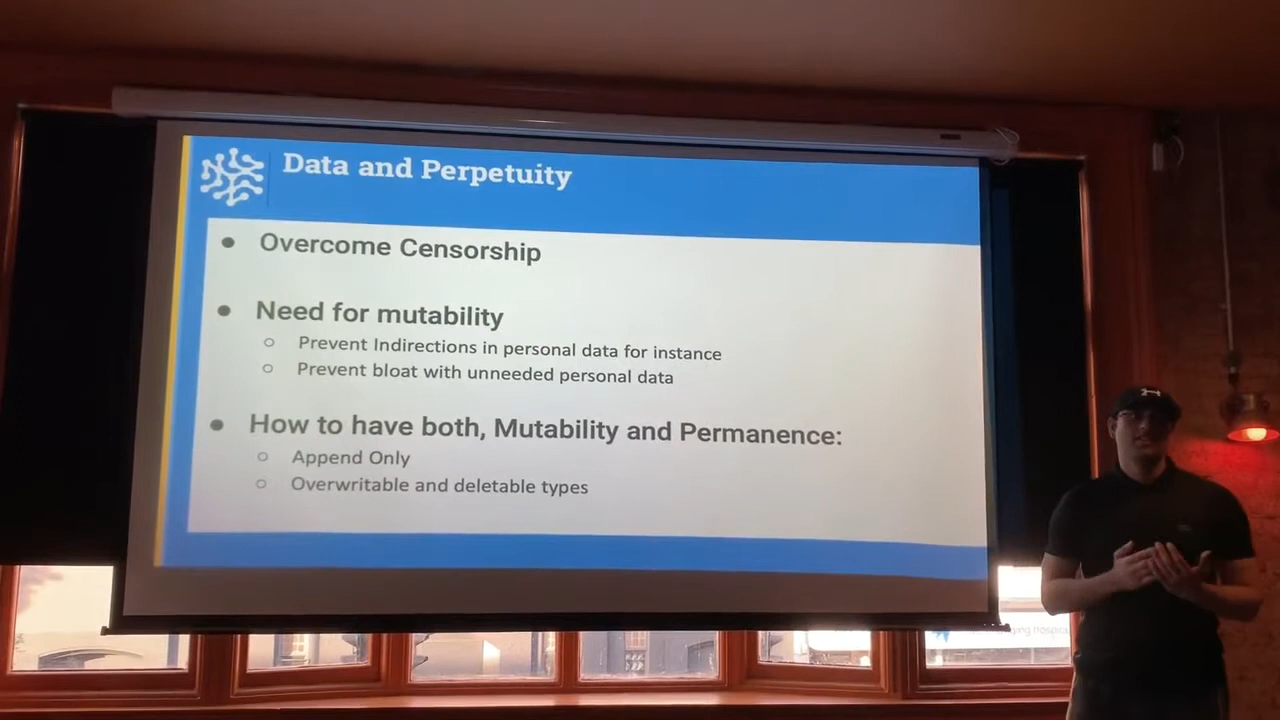 Data and Perpetuity
Overcome Censorship
Need for mutability
Prevent Indirections in personal data for instance
Prevent bloat with unneeded personal data
How to have both, Mutability and Permanence:
Append Only
Overwritable and deletable types